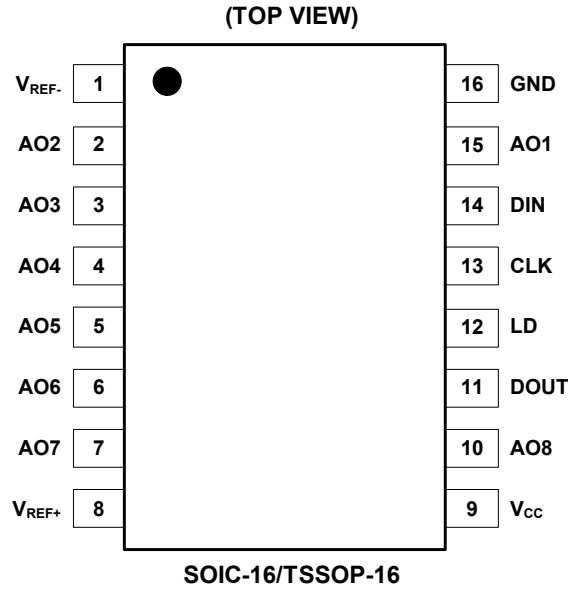 (TOP VIEW)
VREF- 1 16 GND
AO2 2 15 AO1
AO3 3 14 DIN
AO4 4 13 CLK
AO5 5 12 LD
AO6 6 11 DOUT
AO7 7 10 AO8
VREF+ 8 9 VCC
SOIC-16/TSSOP-16